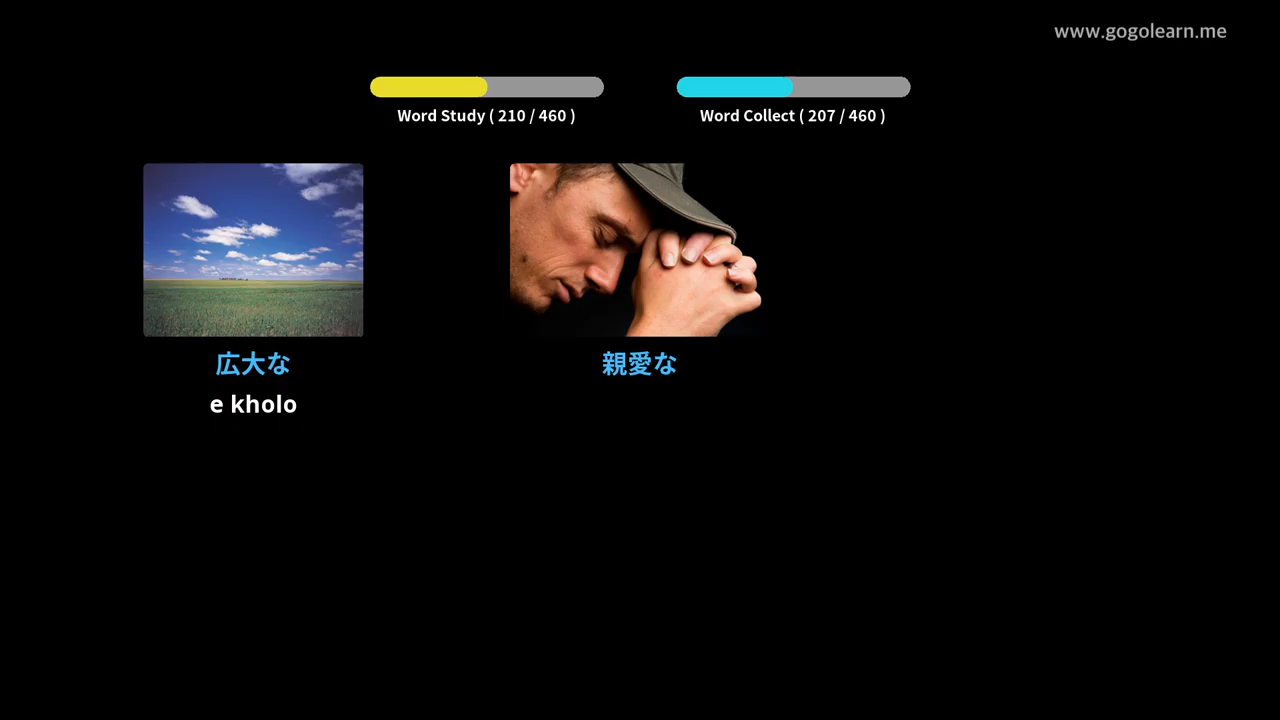 www.gogolearn.me
Word Study ( 210 / 460 )
Word Collect ( 207 / 460 )
広大な
親愛な
e kholo